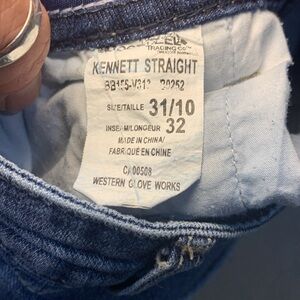 TRADING CO™
KENNETT STRAIGHT
SIZE/TAILLE 31/10
INSEAM/LONGEUR 32
MADE IN CHINA/
FABRIQUÉ EN CHINE
CA 00508
WESTERN GLOVE WORKS